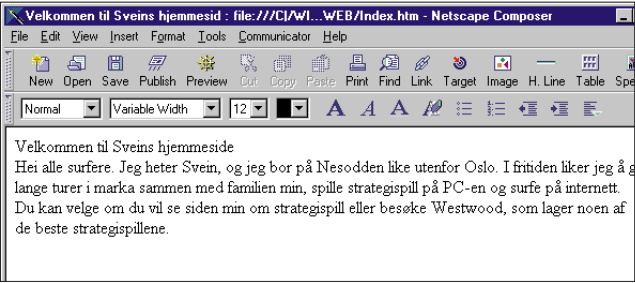 Velkommen til Sveins hjemmesid : file:///C|/WI...WEB/Index.htm - Netscape Composer
File Edit View Insert Format Tools Communicator Help
New Open Save Publish Preview Cut Copy Paste Print Find Link Target Image H. Line Table Spe
Normal Variable Width 12 A A A
Velkommen til Sveins hjemmeside
Hei alle surfere. Jeg heter Svein, og jeg bor på Nesodden like utenfor Oslo. I fritiden liker jeg å g
lange turer i marka sammen med familien min, spille strategispill på PC-en og surfe på internett.
Du kan velge om du vil se siden min om strategispill eller besøke Westwood, som lager noen af
de beste strategispillene.